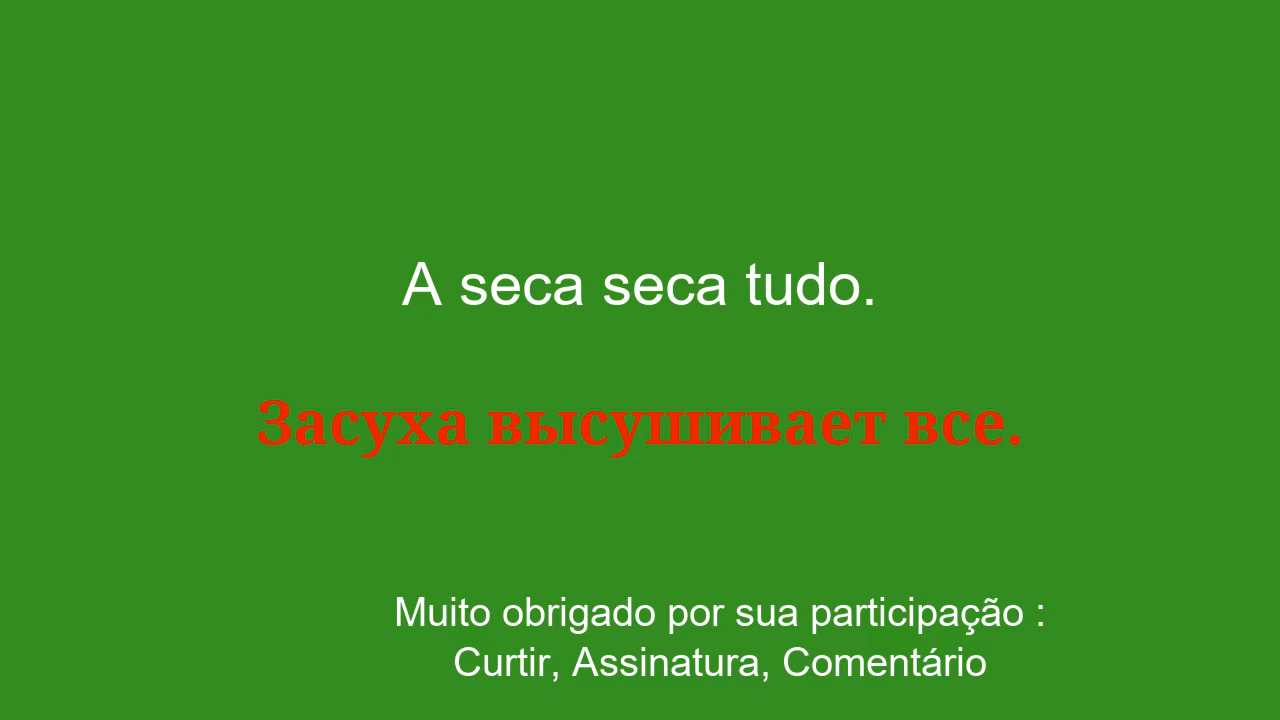 A seca seca tudo.
Засуха высушивает все.
Muito obrigado por sua participação :
Curtir, Assinatura, Comentário